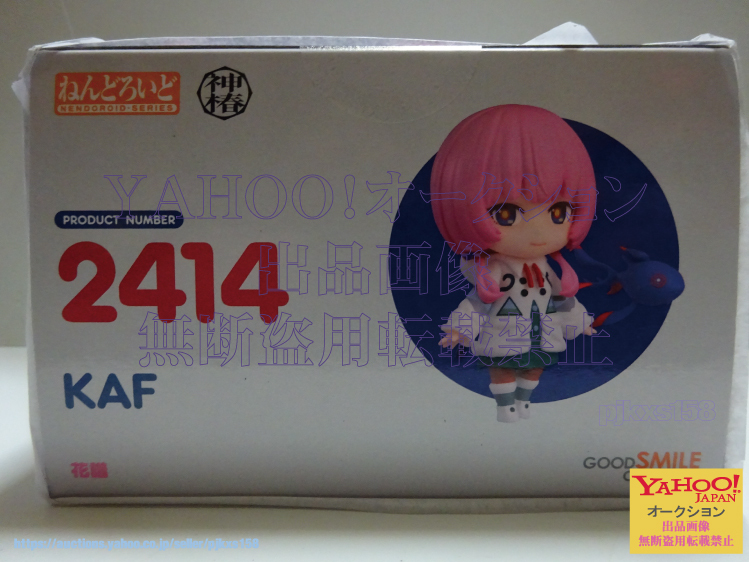 ねんどろいど
NENDOROID-SERIES
神椿
PRODUCT NUMBER
2414
KAF
花譜
GOOD SMILE
YAHOO!オークション
出品画像
無断盗用転載禁止
YAHOO!
JAPAN
オークション
出品画像
無断盗用転載禁止